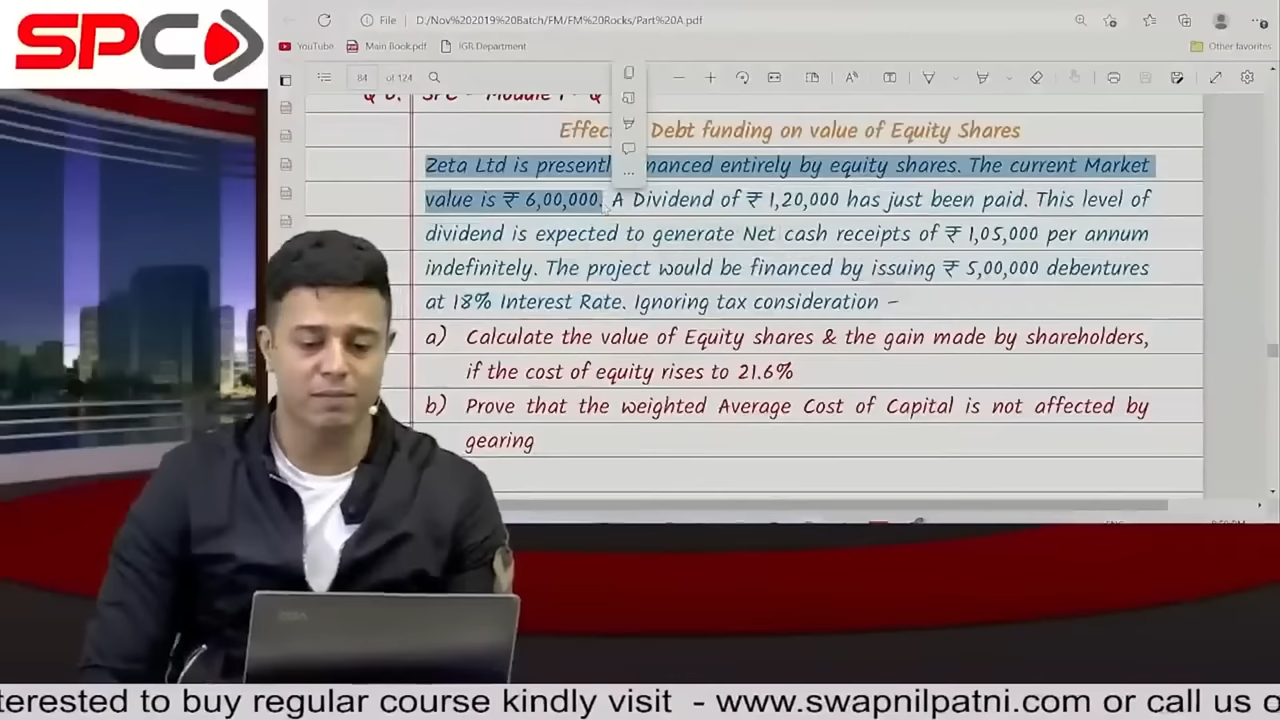 SPC
File
D:/Nov%202019%20Batch/FM/FM%20Rocks/Part%20A.pdf
YouTube
Main Book.pdf
IGR Department
Other favorites
84
of 124
Effec Debt funding on value of Equity Shares
Zeta Ltd is presentl nanced entirely by equity shares. The current Market
value is ₹ 6,00,000. A Dividend of ₹ 1,20,000 has just been paid. This level of
dividend is expected to generate Net cash receipts of ₹ 1,05,000 per annum
indefinitely. The project would be financed by issuing ₹ 5,00,000 debentures
at 18% Interest Rate. Ignoring tax consideration –
a) Calculate the value of Equity shares & the gain made by shareholders,
if the cost of equity rises to 21.6%
b) Prove that the weighted Average Cost of Capital is not affected by
gearing
terested to buy regular course kindly visit - www.swapnilpatni.com or call us o